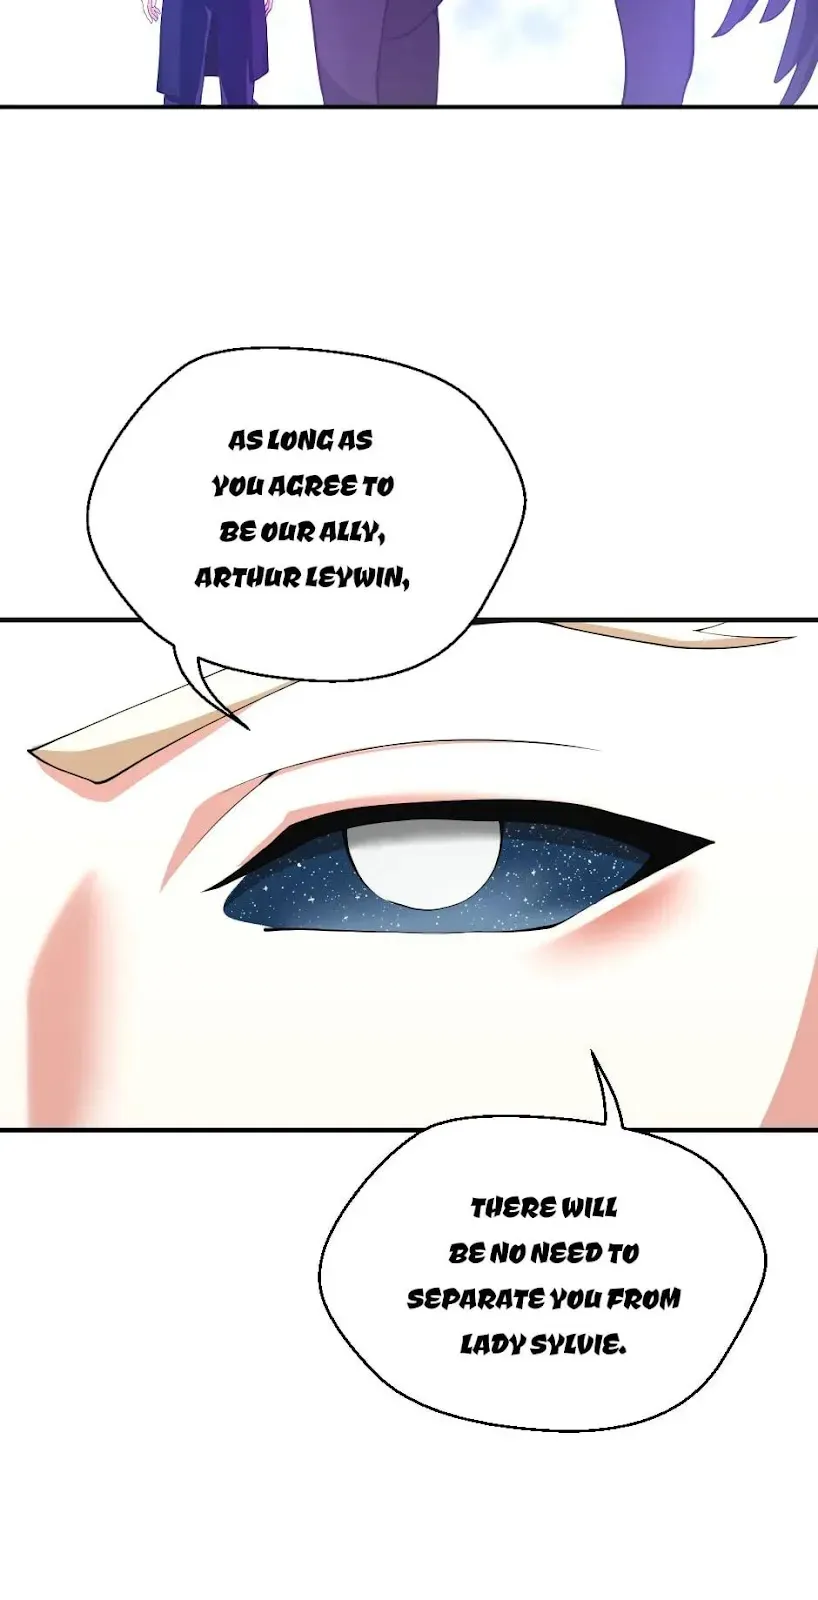 AS LONG AS
YOU AGREE TO
BE OUR ALLY,
ARTHUR LEYWIN,
THERE WILL
BE NO NEED TO
SEPARATE YOU FROM
LADY SYLVIE.